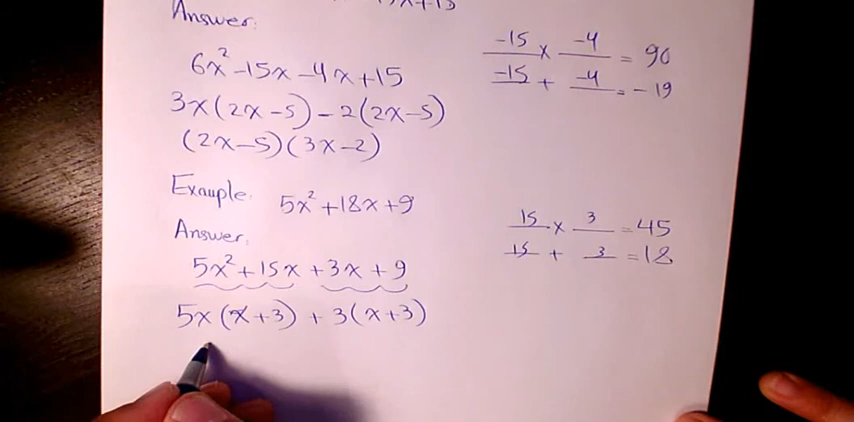 Answer:
6x² -15x -4x +15
3x(2x-5) -2(2x-5)
(2x-5)(3x-2)
-15 x -4 = 90
-15 + -4 = -19
Example: 5x² +18x +9
Answer:
5x² +15x +3x +9
5x(x+3) + 3(x+3)
15 x 3 = 45
15 + 3 = 18